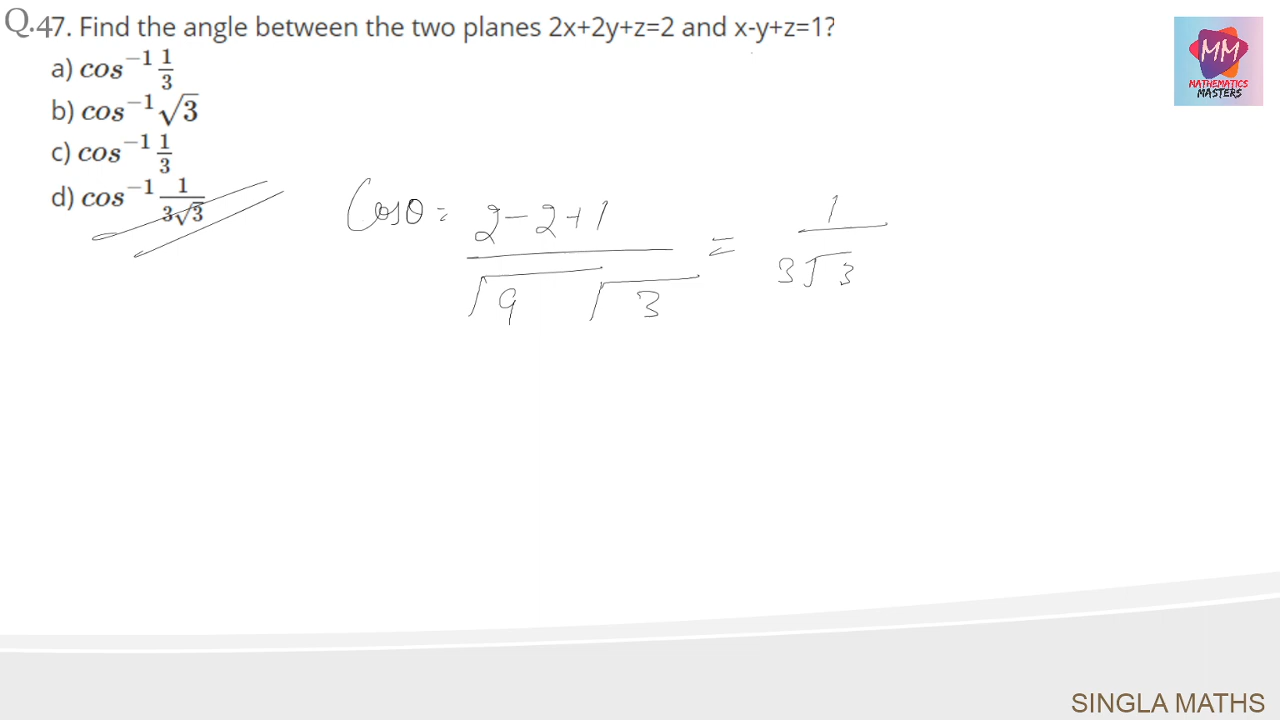 Q.47. Find the angle between the two planes 2x+2y+z=2 and x-y+z=1?
a) cos⁻¹ 1/3
b) cos⁻¹ √3
c) cos⁻¹ 1/3
d) cos⁻¹ 1/(3√3)
Cosθ = (2-2+1)/(√9 √3) = 1/(3√3)
MM
MATHEMATICS
MASTERS
SINGLA MATHS